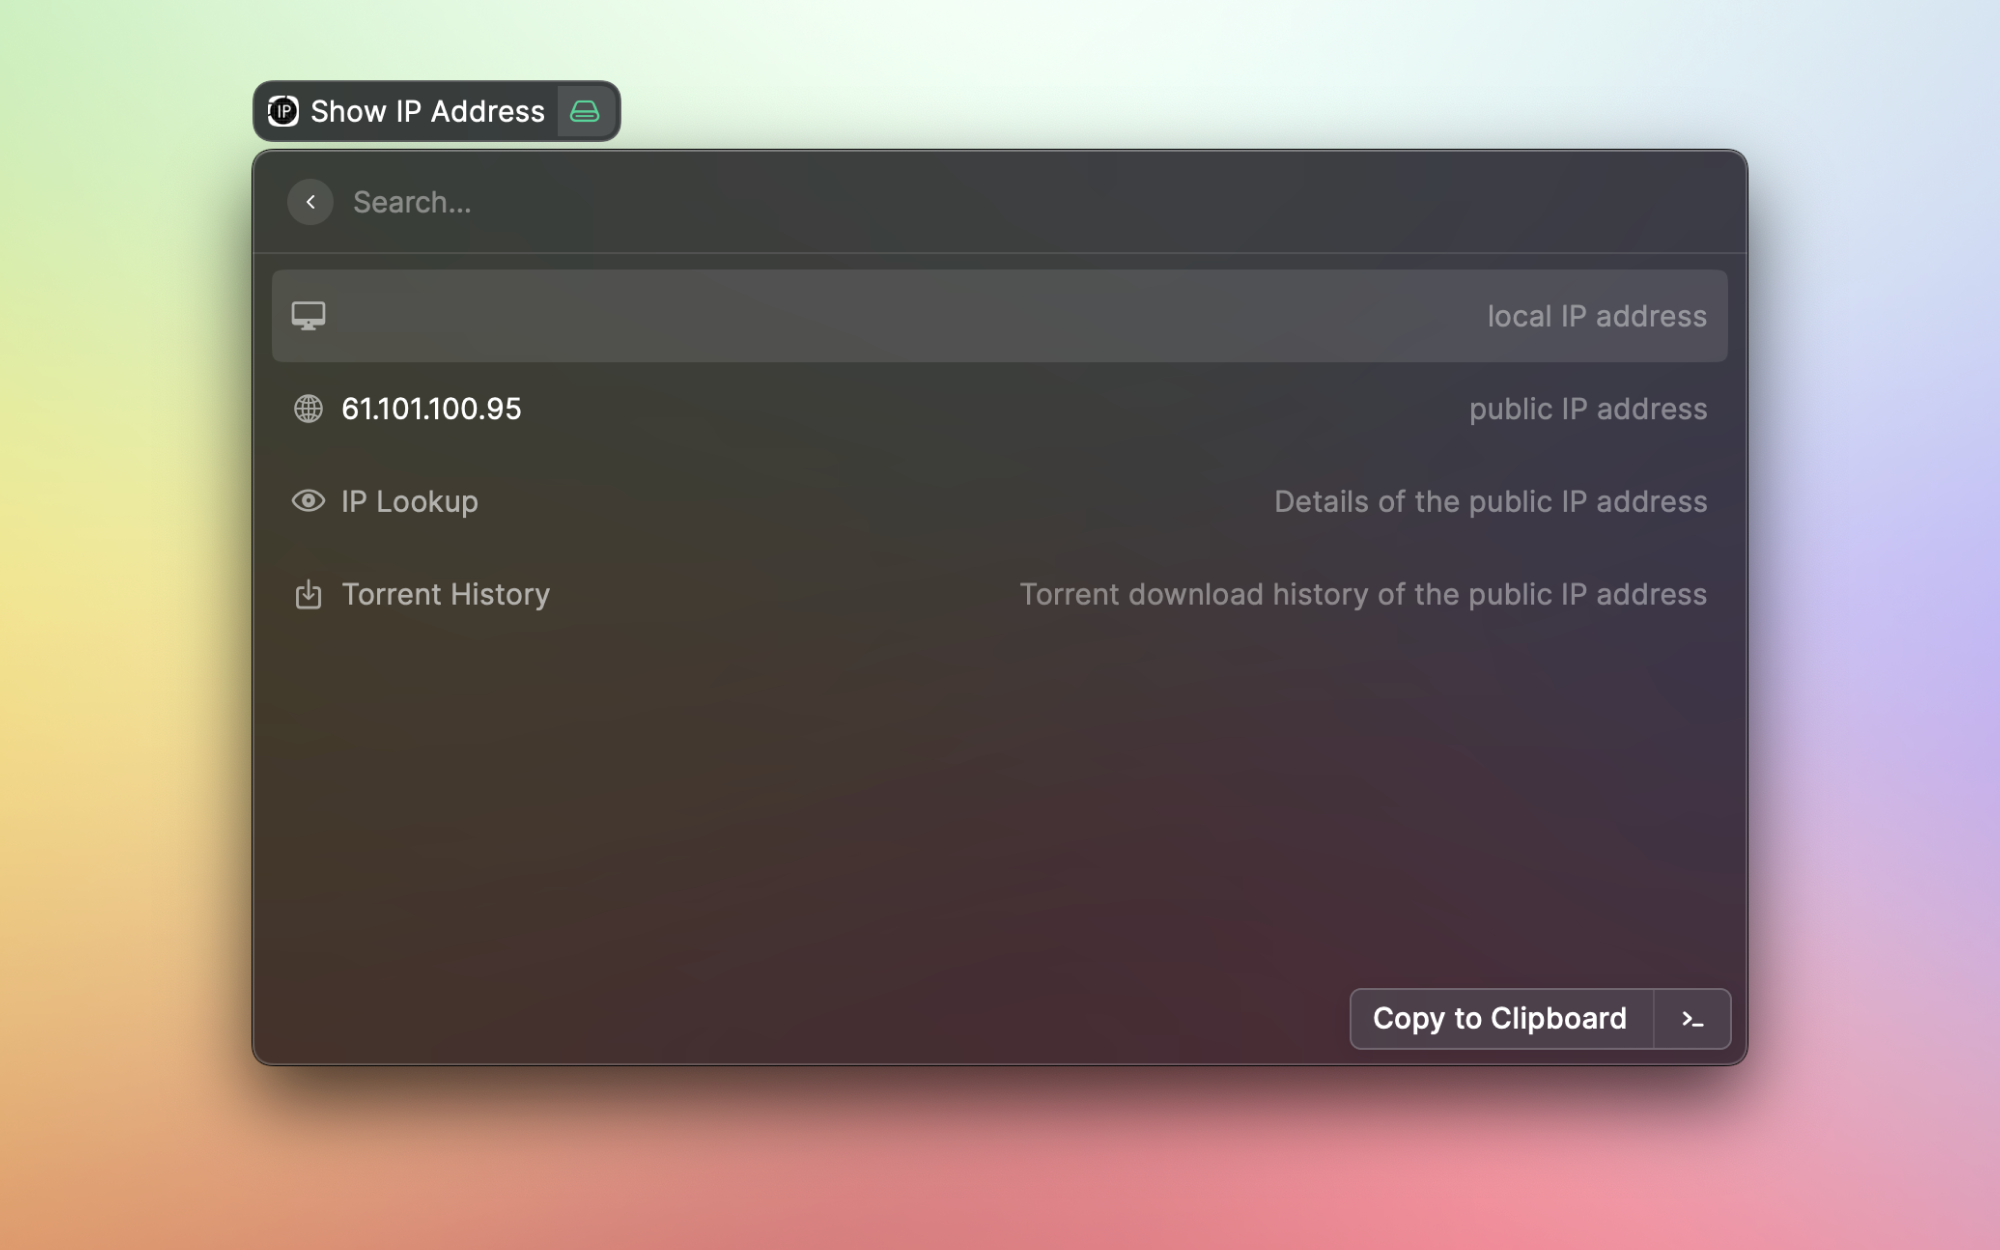 IP Show IP Address
Search...
local IP address
61.101.100.95 public IP address
IP Lookup Details of the public IP address
Torrent History Torrent download history of the public IP address
Copy to Clipboard >_